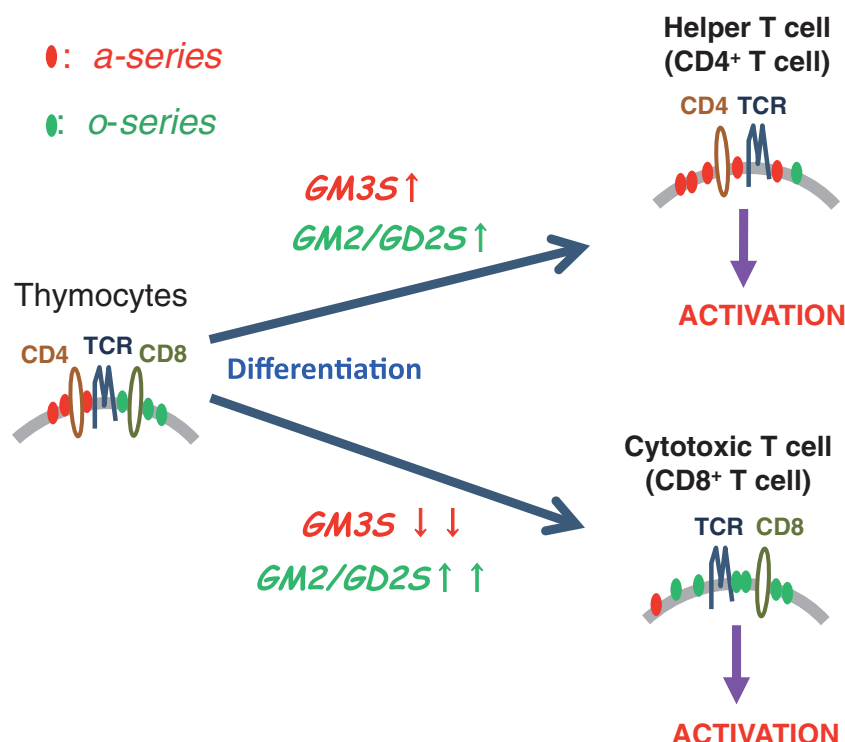 : a-series
: o-series
Helper T cell
(CD4⁺ T cell)
CD4 TCR
GM3S ↑
GM2/GD2S ↑
ACTIVATION
Thymocytes
CD4 TCR CD8
Differentiation
Cytotoxic T cell
(CD8⁺ T cell)
TCR CD8
GM3S ↓ ↓
GM2/GD2S ↑ ↑
ACTIVATION